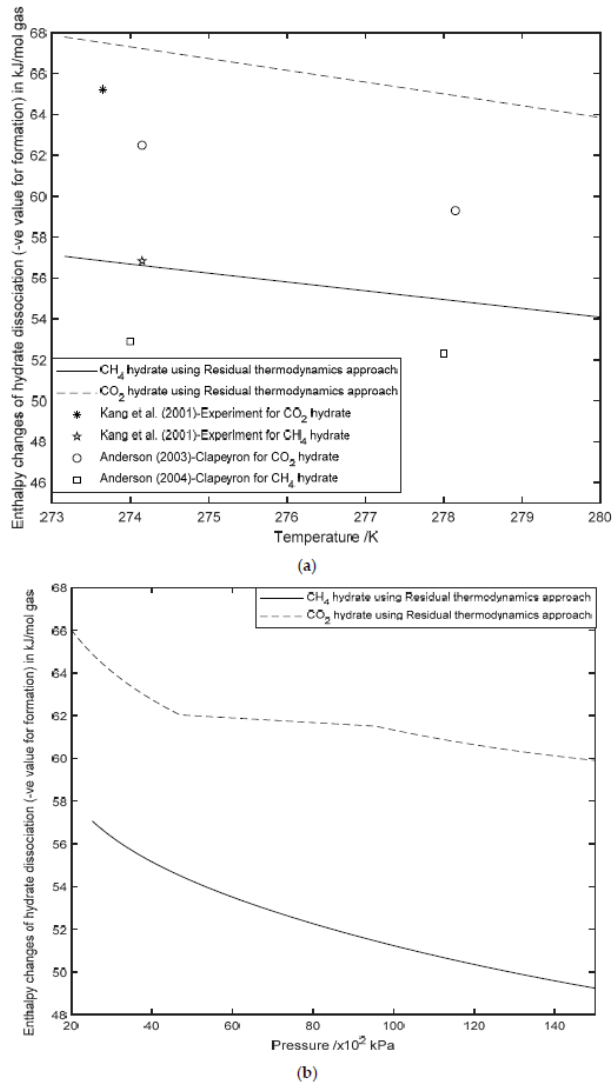 Enthalpy changes of hydrate dissociation (-ve value for formation) in kJ/mol gas
68
66
64
62
60
58
56
54
52
50
48
46
CH4 hydrate using Residual thermodynamics approach
CO2 hydrate using Residual thermodynamics approach
Kang et al. (2001)-Experiment for CO2 hydrate
Kang et al. (2001)-Experiment for CH4 hydrate
Anderson (2003)-Clapeyron for CO2 hydrate
Anderson (2004)-Clapeyron for CH4 hydrate
273 274 275 276 277 278 279 280
Temperature /K
(a)
Enthalpy changes of hydrate dissociation (-ve value for formation) in kJ/mol gas
68
66
64
62
60
58
56
54
52
50
48
CH4 hydrate using Residual thermodynamics approach
CO2 hydrate using Residual thermodynamics approach
20 40 60 80 100 120 140
Pressure /x10² kPa
(b)